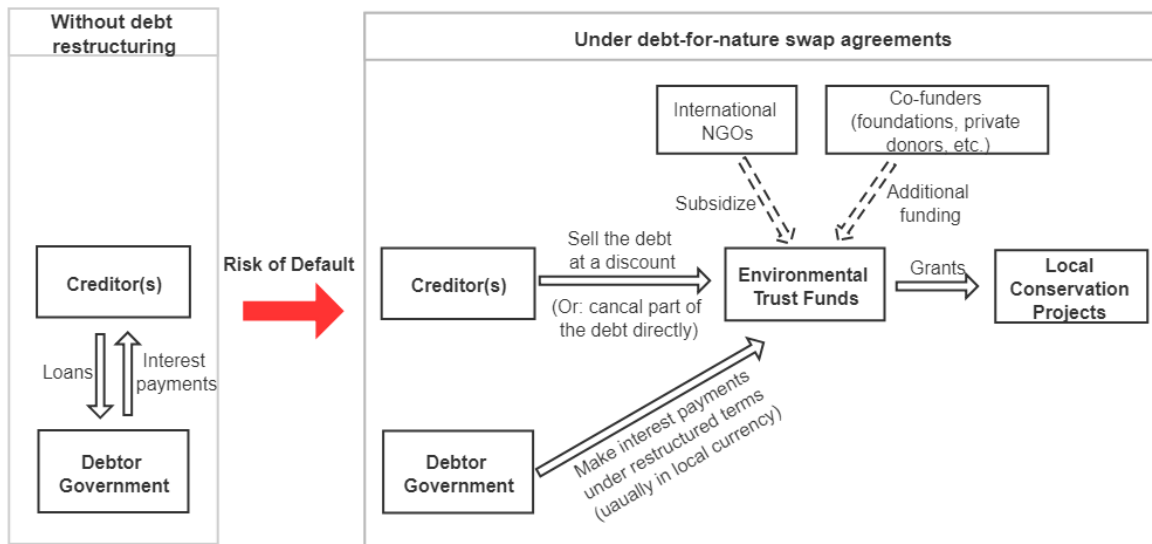 Without debt
restructuring
Under debt-for-nature swap agreements
International
NGOs
Co-funders
(foundations, private
donors, etc.)
Subsidize
Additional
funding
Creditor(s)
Loans
Interest
payments
Debtor
Government
Risk of Default
Creditor(s)
Sell the debt
at a discount
(Or: cancal part of
the debt directly)
Environmental
Trust Funds
Grants
Local
Conservation
Projects
Debtor
Government
Make interest payments
under restructured terms
(uaually in local currency)